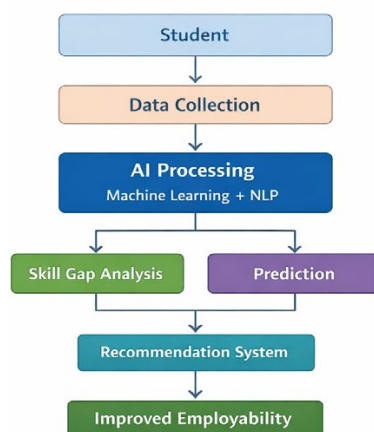 Student
Data Collection
AI Processing
Machine Learning + NLP
Skill Gap Analysis
Prediction
Recommendation System
Improved Employability